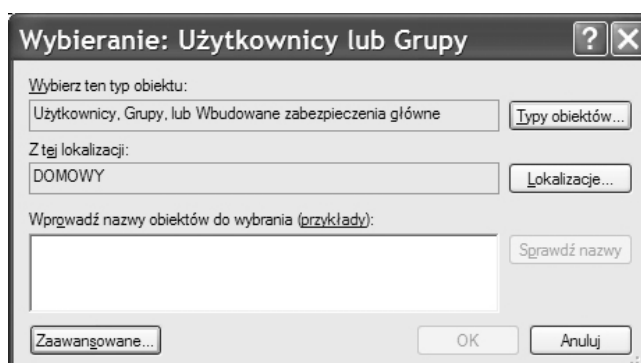 Wybieranie: Użytkownicy lub Grupy
Wybierz ten typ obiektu:
Użytkownicy, Grupy, lub Wbudowane zabezpieczenia główne
Typy obiektów...
Z tej lokalizacji:
DOMOWY
Lokalizacje...
Wprowadź nazwy obiektów do wybrania (przykłady):
Sprawdź nazwy
Zaawansowane...
OK
Anuluj